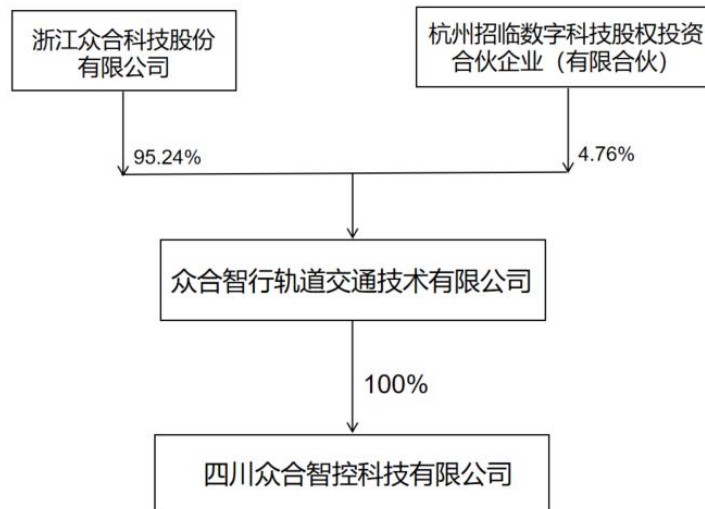 浙江众合科技股份
有限公司
杭州招临数字科技股权投资
合伙企业（有限合伙）
95.24%
4.76%
众合智行轨道交通技术有限公司
100%
四川众合智控科技有限公司